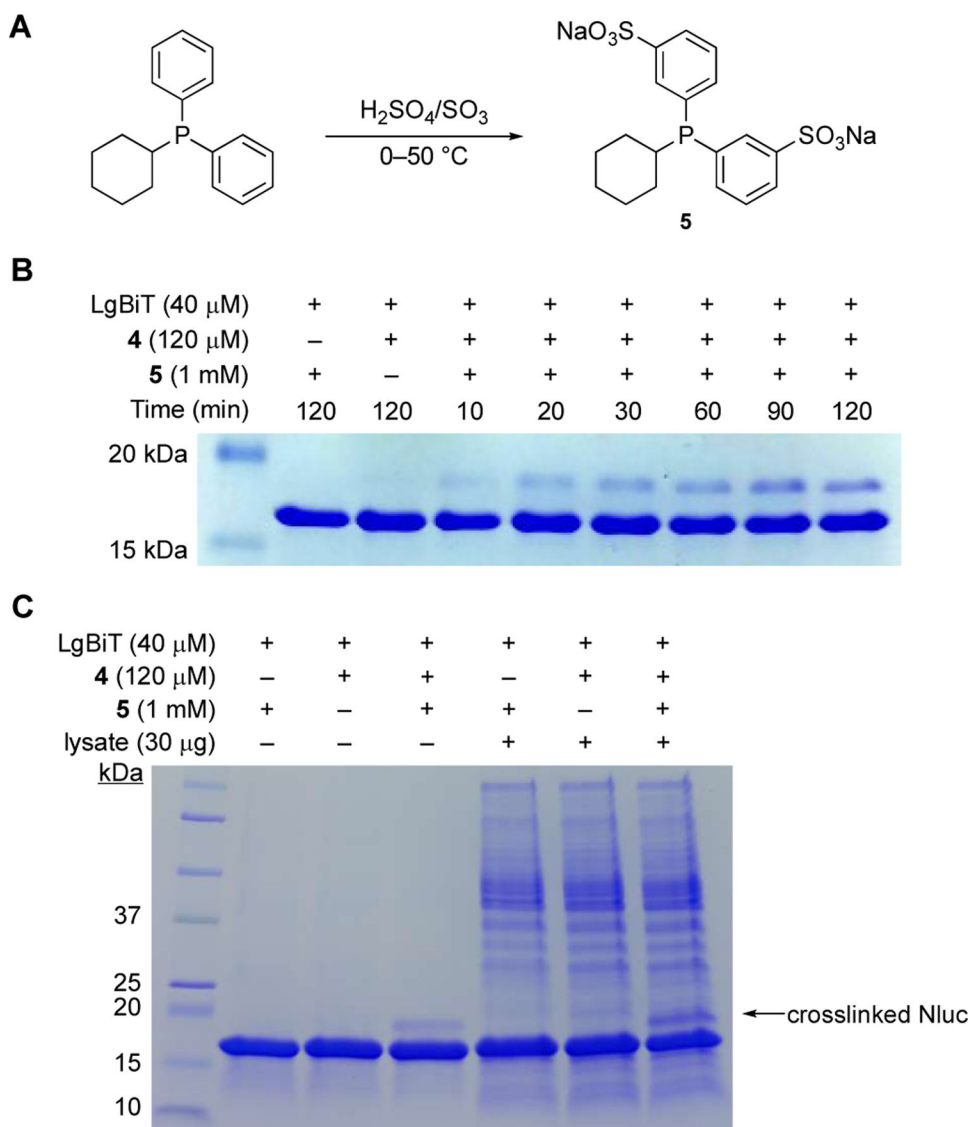 A
P
H2SO4/SO3
0–50 °C
NaO3S
P
SO3Na
5
B
LgBiT (40 μM) + + + + + + + +
4 (120 μM) – + + + + + + +
5 (1 mM) + – + + + + + +
Time (min) 120 120 10 20 30 60 90 120
20 kDa
15 kDa
C
LgBiT (40 μM) + + + + + +
4 (120 μM) – + + – + +
5 (1 mM) + – + + – +
lysate (30 μg) – – – + + +
kDa
37
25
20
crosslinked Nluc
15
10